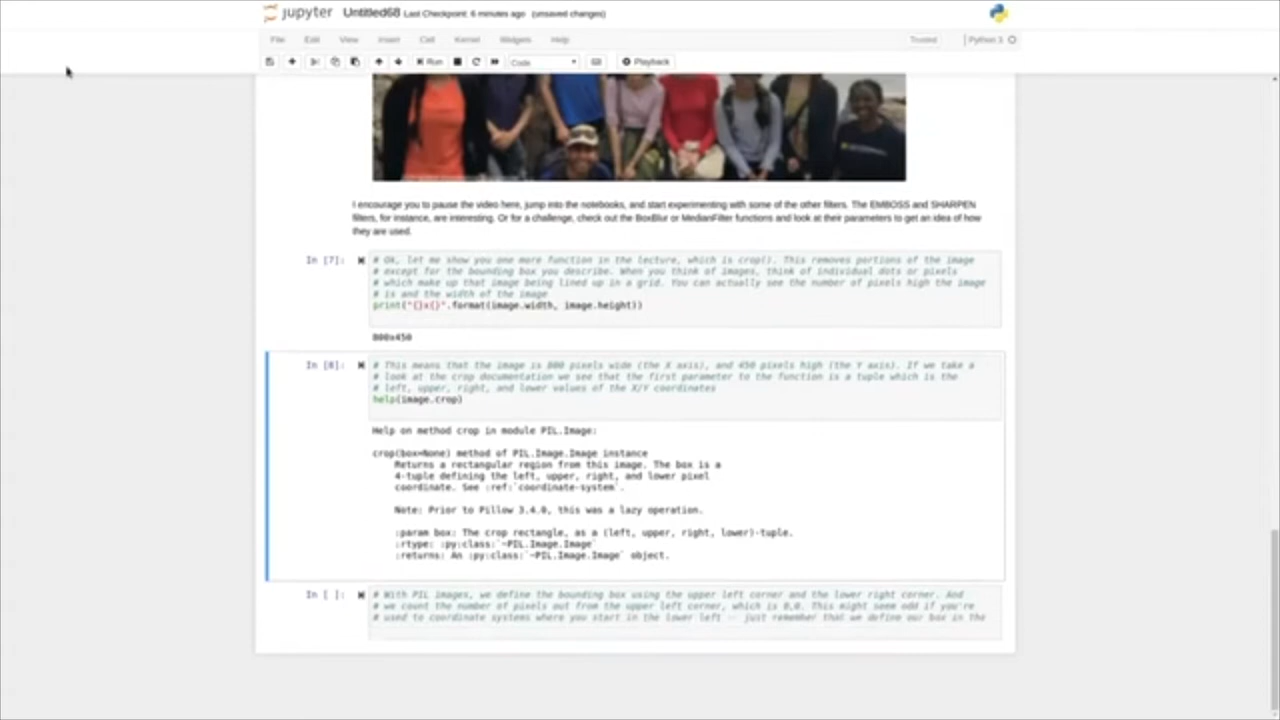 jupyter Untitled68 Last Checkpoint: 6 minutes ago (unsaved changes)
File Edit View Insert Cell Kernel Widgets Help Trusted Python 3
Run Code Playback
I encourage you to pause the video here, jump into the notebooks, and start experimenting with some of the other filters. The EMBOSS and SHARPEN
filters, for instance, are interesting. Or for a challenge, check out the BoxBlur or MedianFilter functions and look at their parameters to get an idea of how
they are used.
In [7]: # Ok, let me show you one more function in the lecture, which is crop(). This removes portions of the image
# except for the bounding box you describe. When you think of images, think of individual dots or pixels
# which make up that image being lined up in a grid. You can actually see the number of pixels high the image
# is and the width of the image
print("{}x{}".format(image.width, image.height))
800x450
In [8]: # This means that the image is 800 pixels wide (the X axis), and 450 pixels high (the Y axis). If we take a
# look at the crop documentation we see that the first parameter to the function is a tuple which is the
# left, upper, right, and lower values of the X/Y coordinates
help(image.crop)
Help on method crop in module PIL.Image:
crop(box=None) method of PIL.Image.Image instance
Returns a rectangular region from this image. The box is a
4-tuple defining the left, upper, right, and lower pixel
coordinate. See :ref:`coordinate-system`.
Note: Prior to Pillow 3.4.0, this was a lazy operation.
:param box: The crop rectangle, as a (left, upper, right, lower)-tuple.
:rtype: :py:class:`~PIL.Image.Image`
:returns: An :py:class:`~PIL.Image.Image` object.
In [ ]: # With PIL images, we define the bounding box using the upper left corner and the lower right corner. And
# we count the number of pixels out from the upper left corner, which is 0,0. This might seem odd if you're
# used to coordinate systems where you start in the lower left -- just remember that we define our box in the